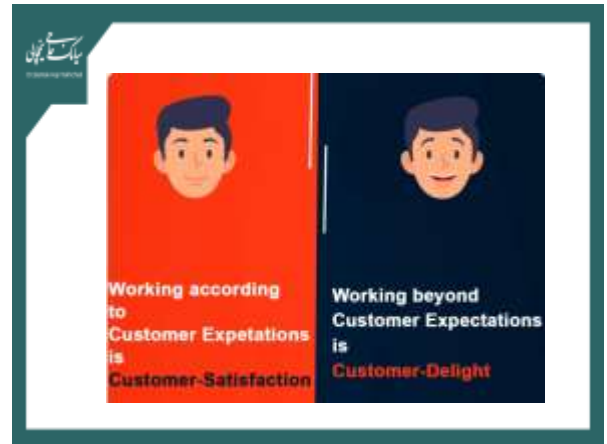 Working according
to
Customer Expetations
is
Customer-Satisfaction
Working beyond
Customer Expectations
is
Customer-Delight